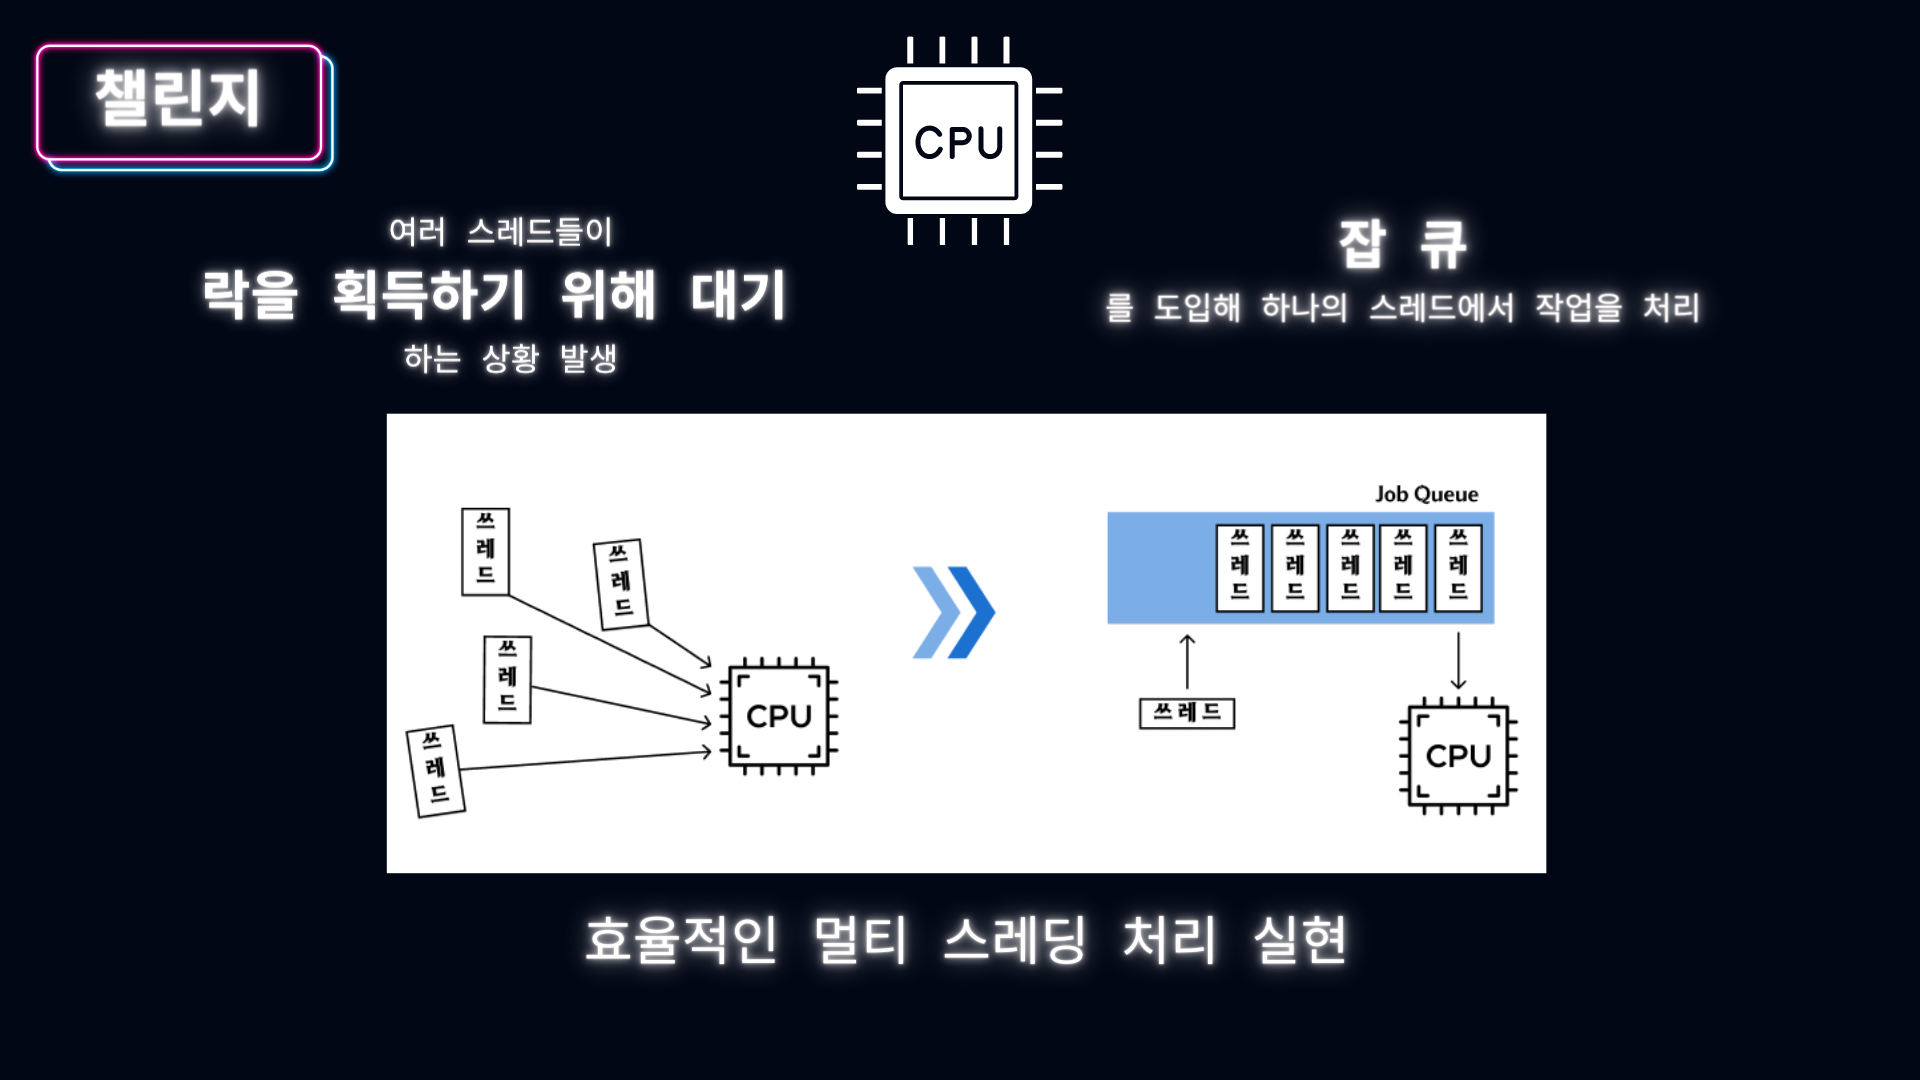 챌린지
CPU
여러 스레드들이
락을 획득하기 위해 대기
하는 상황 발생
잡 큐
를 도입해 하나의 스레드에서 작업을 처리
쓰레드
쓰레드
쓰레드
쓰레드
CPU
Job Queue
쓰레드
쓰레드
쓰레드
쓰레드
쓰레드
쓰레드
CPU
효율적인 멀티 스레딩 처리 실현